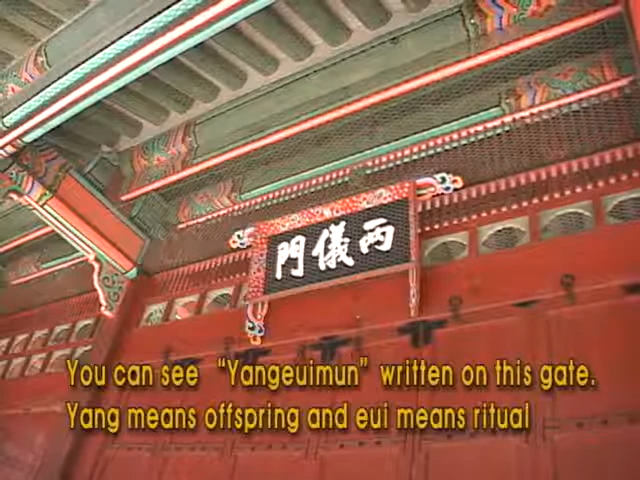 門儀兩
You can see “Yangeuimun” written on this gate.
Yang means offspring and eui means ritual